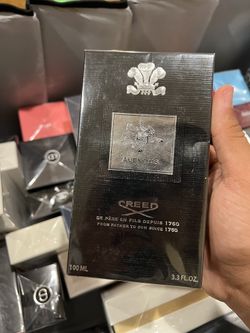 AVENTUS
CREED
DE PÈRE EN FILS DEPUIS 1760
FROM FATHER TO SON SINCE 1760
100 ML
3.3 FL.OZ.